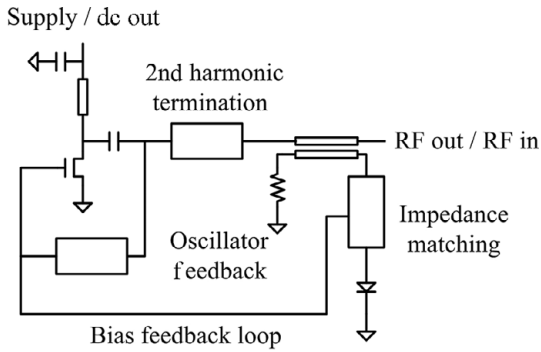 Supply / dc out
2nd harmonic
termination
RF out / RF in
Oscillator
feedback
Impedance
matching
Bias feedback loop